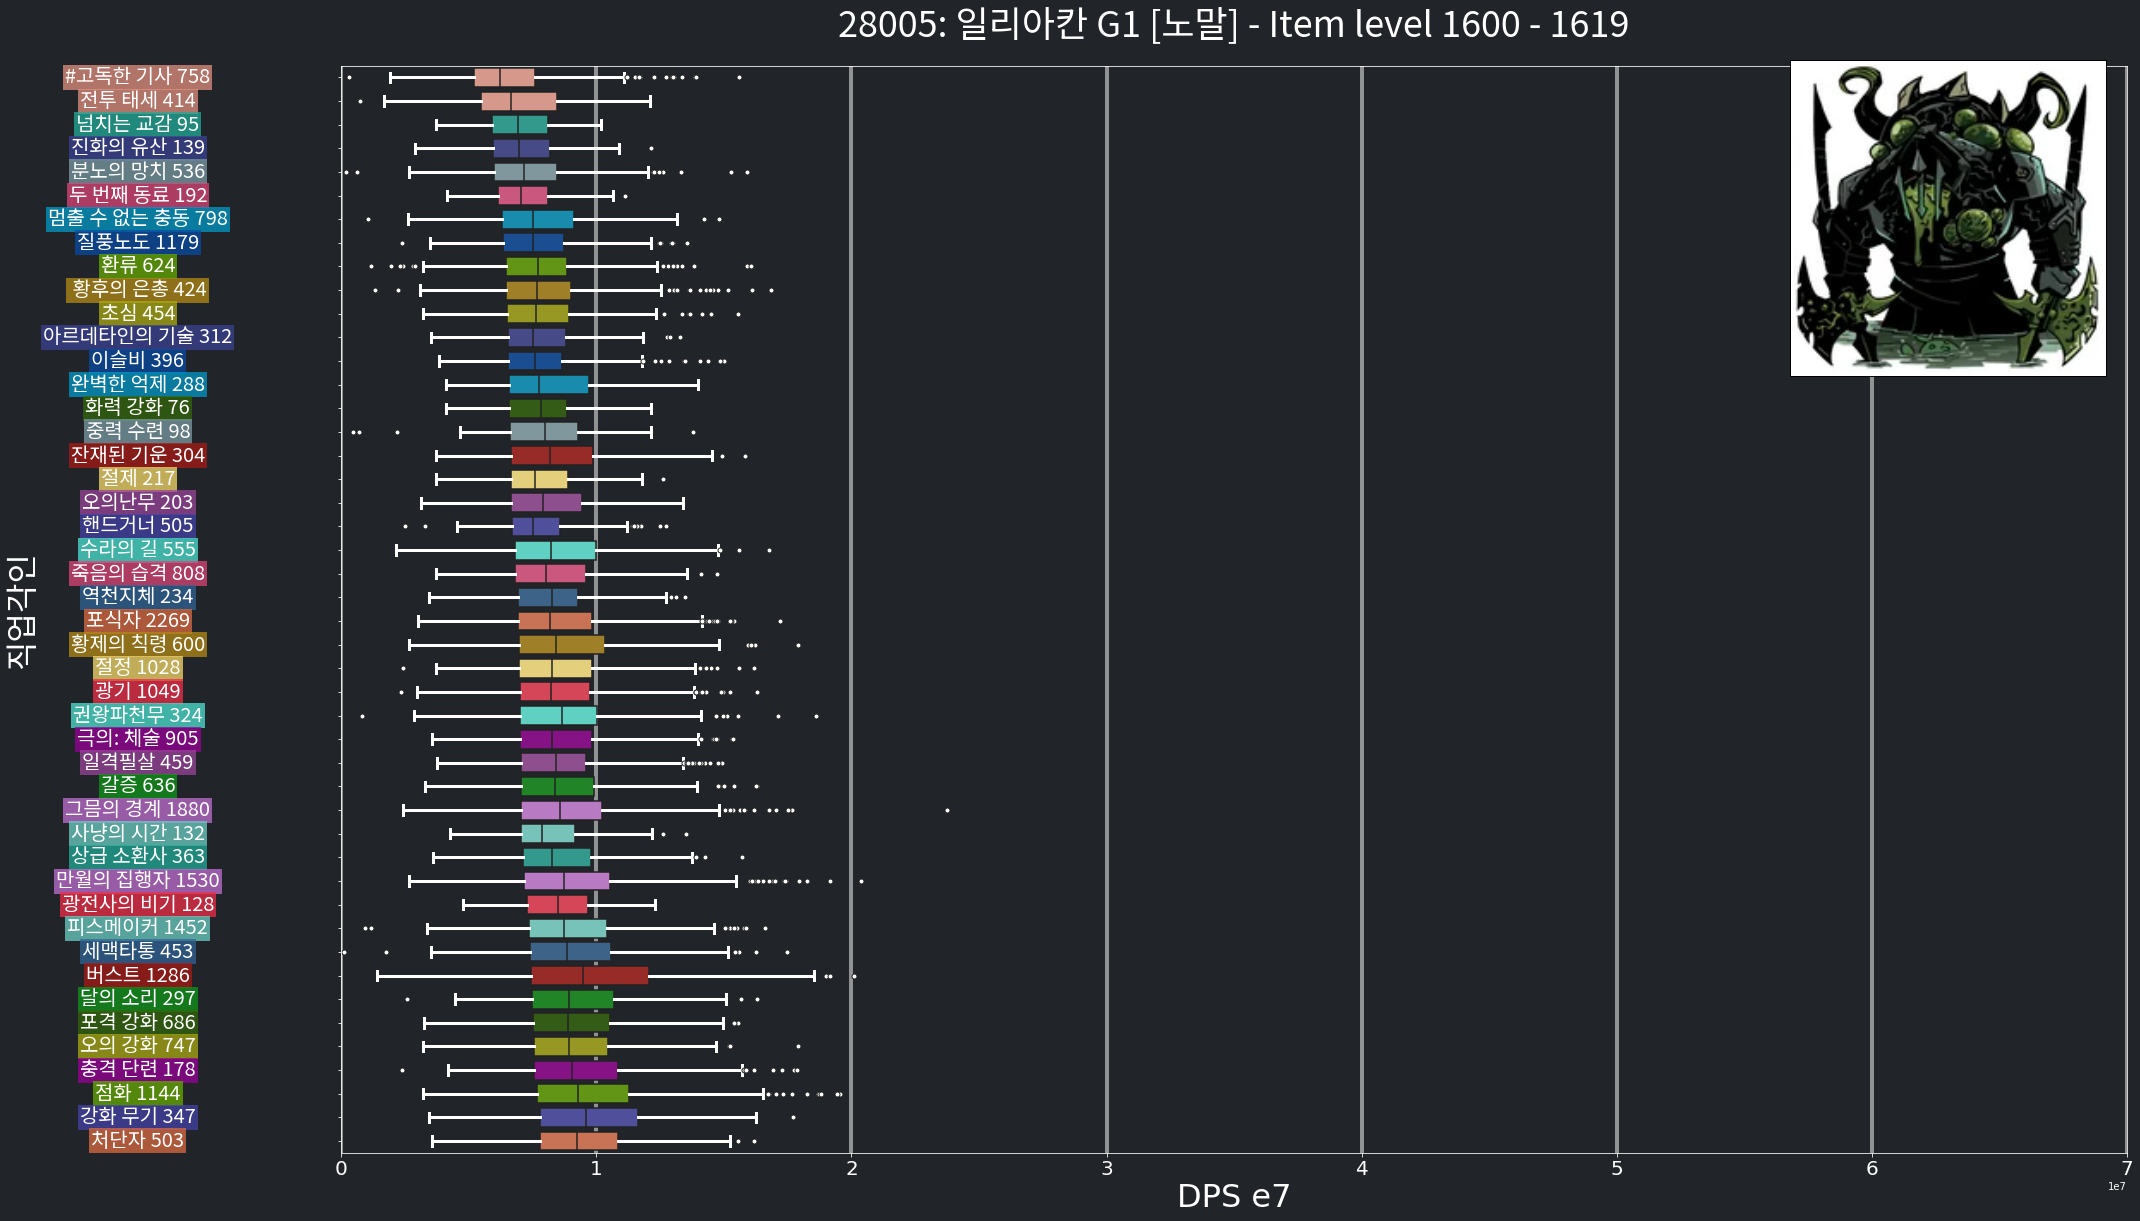 28005: 일리아칸 G1 [노말] - Item level 1600 - 1619
#고독한 기사 758
전투 태세 414
넘치는 교감 95
진화의 유산 139
분노의 망치 536
두 번째 동료 192
멈출 수 없는 충동 798
질풍노도 1179
환류 624
황후의 은총 424
초심 454
아르데타인의 기술 312
이슬비 396
완벽한 억제 288
화력 강화 76
중력 수련 98
잔재된 기운 304
절제 217
오의난무 203
핸드거너 505
수라의 길 555
죽음의 습격 808
역천지체 234
포식자 2269
황제의 칙령 600
절정 1028
광기 1049
권왕파천무 324
극의: 체술 905
일격필살 459
갈증 636
그믐의 경계 1880
사냥의 시간 132
상급 소환사 363
만월의 집행자 1530
광전사의 비기 128
피스메이커 1452
세맥타통 453
버스트 1286
달의 소리 297
포격 강화 686
오의 강화 747
충격 단련 178
점화 1144
강화 무기 347
처단자 503
직업각인
0 1 2 3 4 5 6 7
DPS e7
1e7